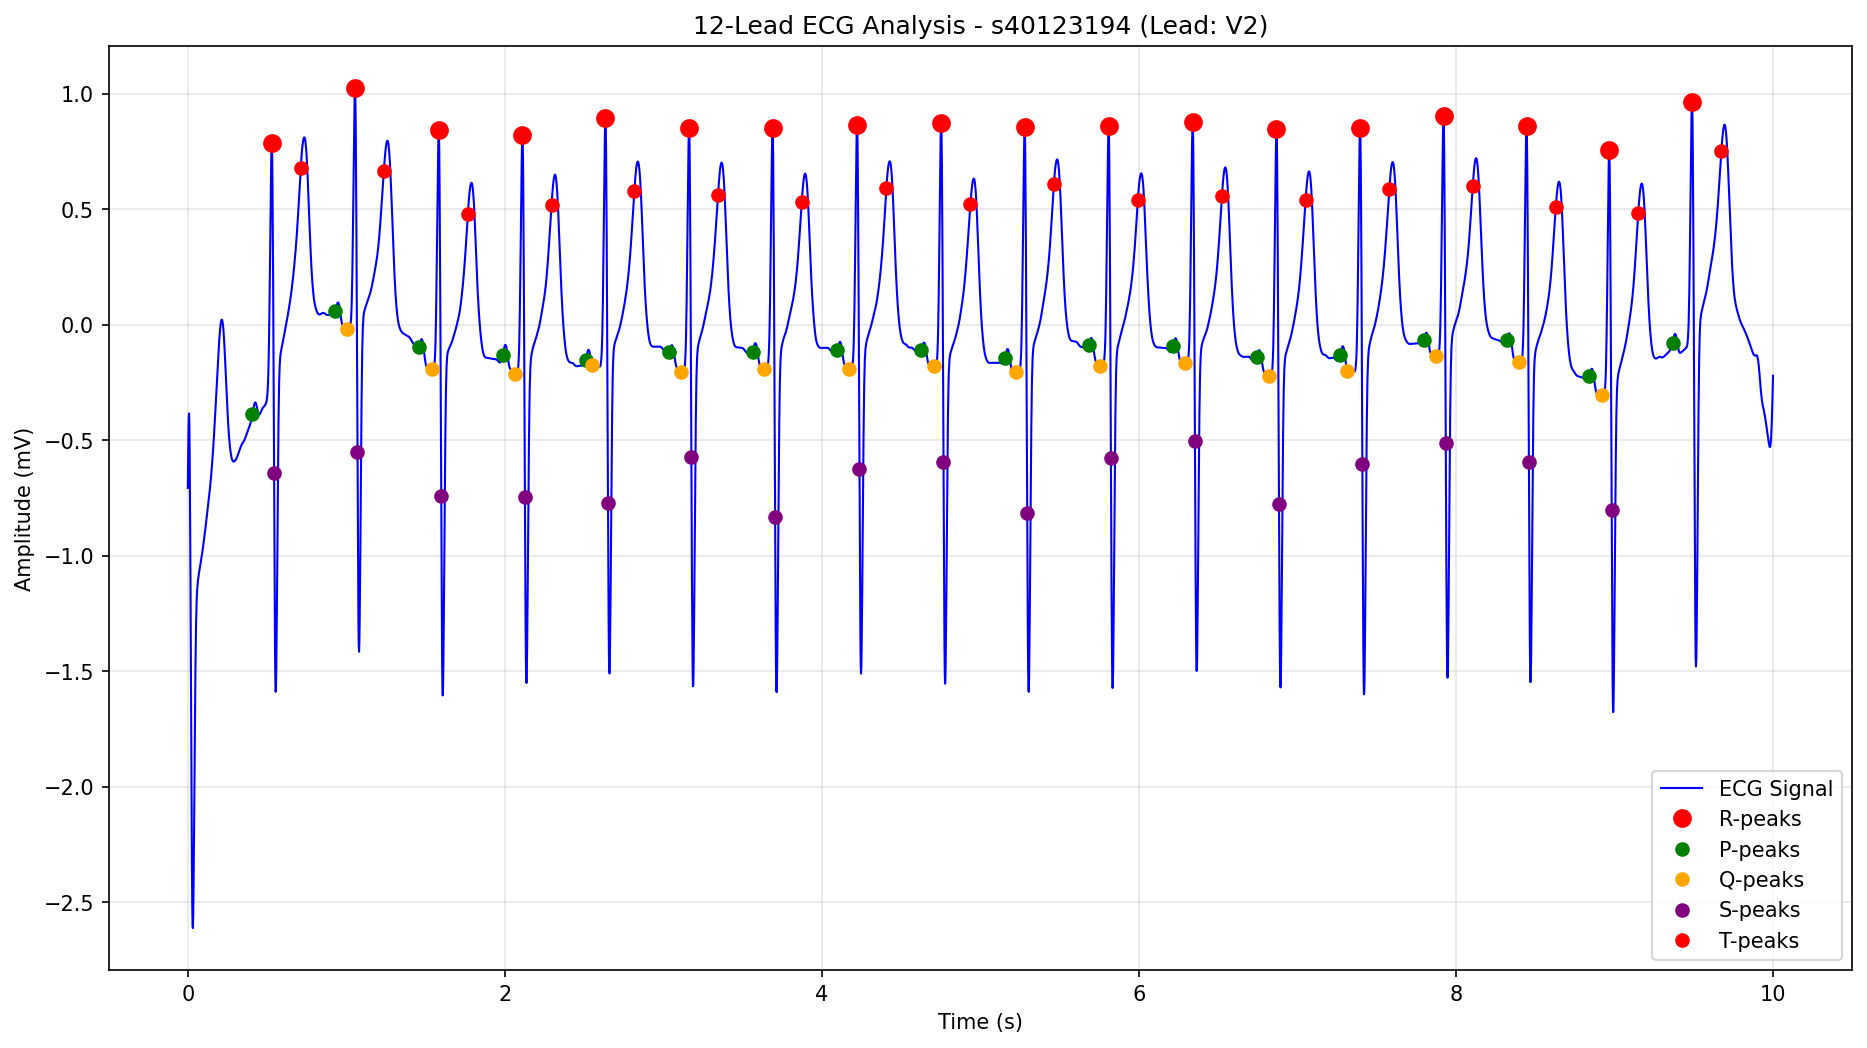 12-Lead ECG Analysis - s40123194 (Lead: V2)
1.0
0.5
0.0
−0.5
−1.0
−1.5
−2.0
−2.5
Amplitude (mV)
0 2 4 6 8 10
Time (s)
ECG Signal
R-peaks
P-peaks
Q-peaks
S-peaks
T-peaks